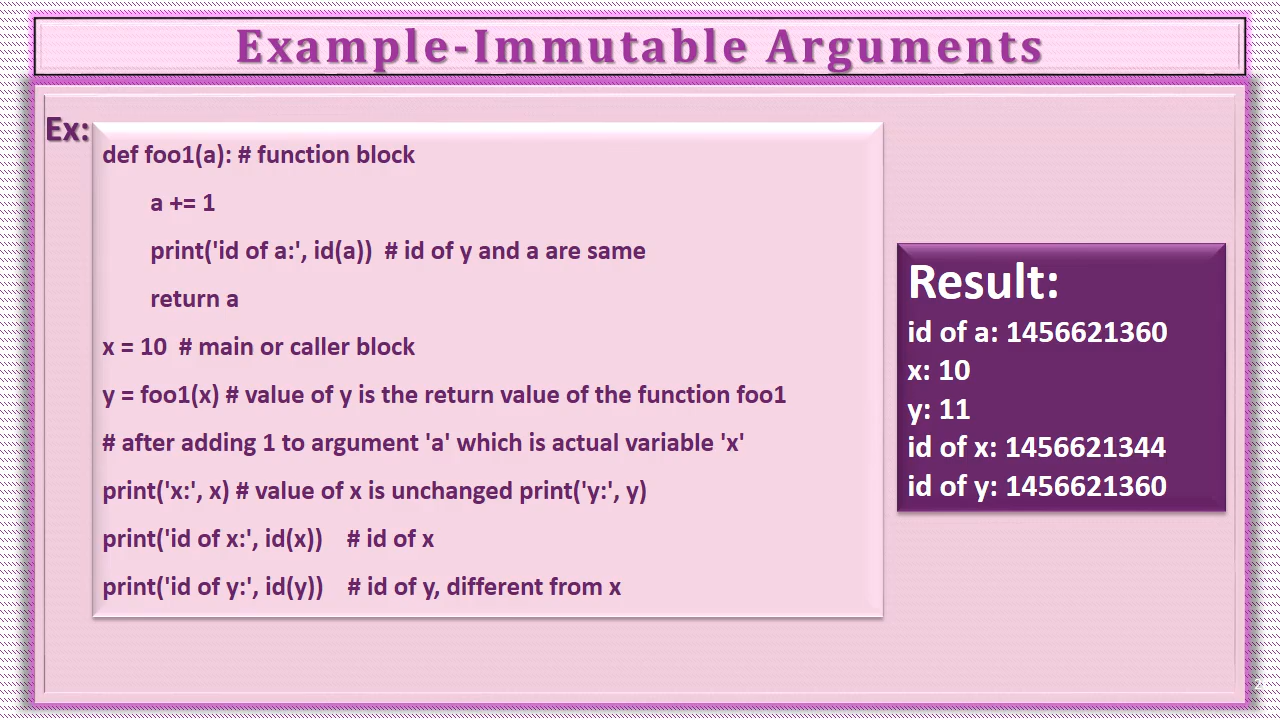 Example-Immutable Arguments
Ex:
def foo1(a): # function block
a += 1
print('id of a:', id(a))  # id of y and a are same
return a
x = 10  # main or caller block
y = foo1(x) # value of y is the return value of the function foo1
# after adding 1 to argument 'a' which is actual variable 'x'
print('x:', x) # value of x is unchanged print('y:', y)
print('id of x:', id(x))    # id of x
print('id of y:', id(y))    # id of y, different from x
Result:
id of a: 1456621360
x: 10
y: 11
id of x: 1456621344
id of y: 1456621360